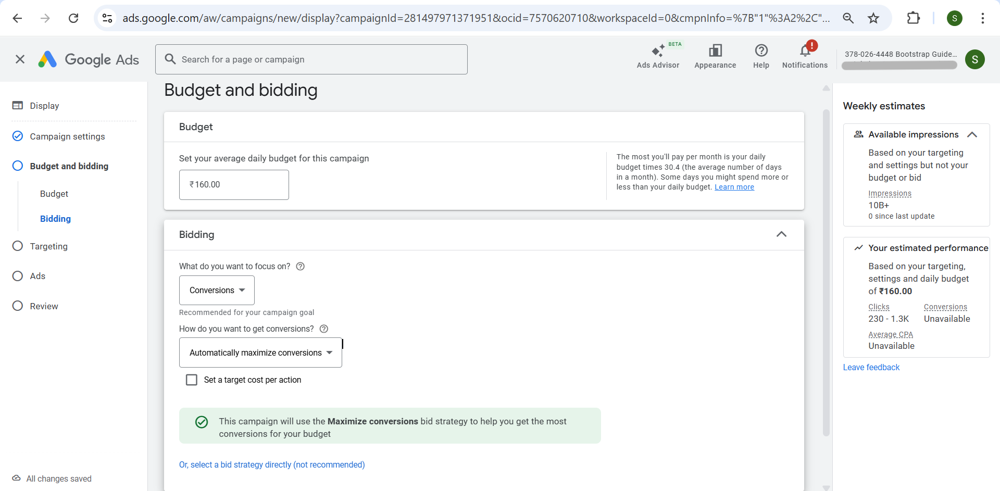 ads.google.com/aw/campaigns/new/display?campaignId=281497971371951&ocid=7570620710&workspaceId=0&cmpnInfo=%7B"1"%3A2%2C"...
S
Google Ads
Search for a page or campaign
BETA
Ads Advisor
Appearance
Help
!
Notifications
378-026-4448 Bootstrap Guide...
S
Display
Campaign settings
Budget and bidding
Budget
Bidding
Targeting
Ads
Review
All changes saved
Budget and bidding
Budget
Set your average daily budget for this campaign
₹160.00
The most you'll pay per month is your daily
budget times 30.4 (the average number of days
in a month). Some days you might spend more or
less than your daily budget. Learn more
Bidding
What do you want to focus on?
Conversions
Recommended for your campaign goal
How do you want to get conversions?
Automatically maximize conversions
Set a target cost per action
This campaign will use the Maximize conversions bid strategy to help you get the most
conversions for your budget
Or, select a bid strategy directly (not recommended)
Weekly estimates
Available impressions
Based on your targeting
and settings but not your
budget or bid
Impressions
10B+
0 since last update
Your estimated performance
Based on your targeting,
settings and daily budget
of ₹160.00
Clicks Conversions
230 - 1.3K Unavailable
Average CPA
Unavailable
Leave feedback